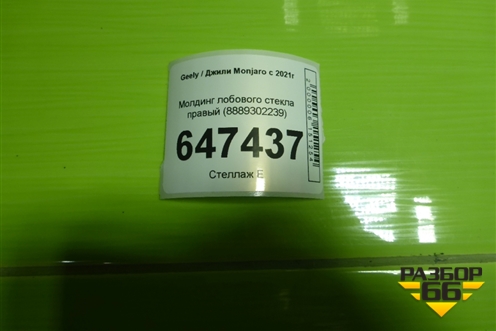 Geely / Джили Monjaro с 2021г
Молдинг лобового стекла
правый (8889302239)
647437
Стеллаж Е
РАЗБОР
66